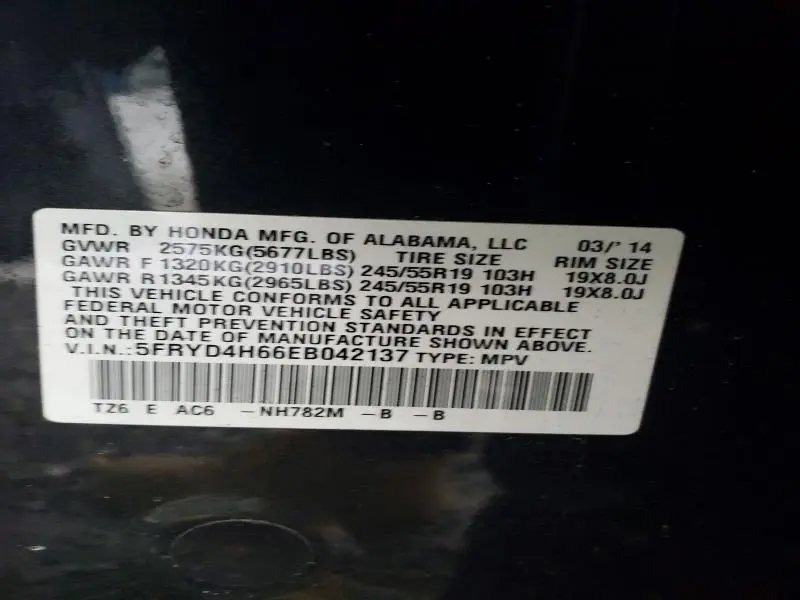 MFD. BY HONDA MFG. OF ALABAMA, LLC 03/' 14
GVWR 2575KG(5677LBS) TIRE SIZE RIM SIZE
GAWR F 1320KG(2910LBS) 245/55R19 103H 19X8.0J
GAWR R1345KG(2965LBS) 245/55R19 103H 19X8.0J
THIS VEHICLE CONFORMS TO ALL APPLICABLE
FEDERAL MOTOR VEHICLE SAFETY
AND THEFT PREVENTION STANDARDS IN EFFECT
ON THE DATE OF MANUFACTURE SHOWN ABOVE.
V.I.N.:5FRYD4H66EB042137 TYPE: MPV
TZ6 E AC6 -NH782M -B -B